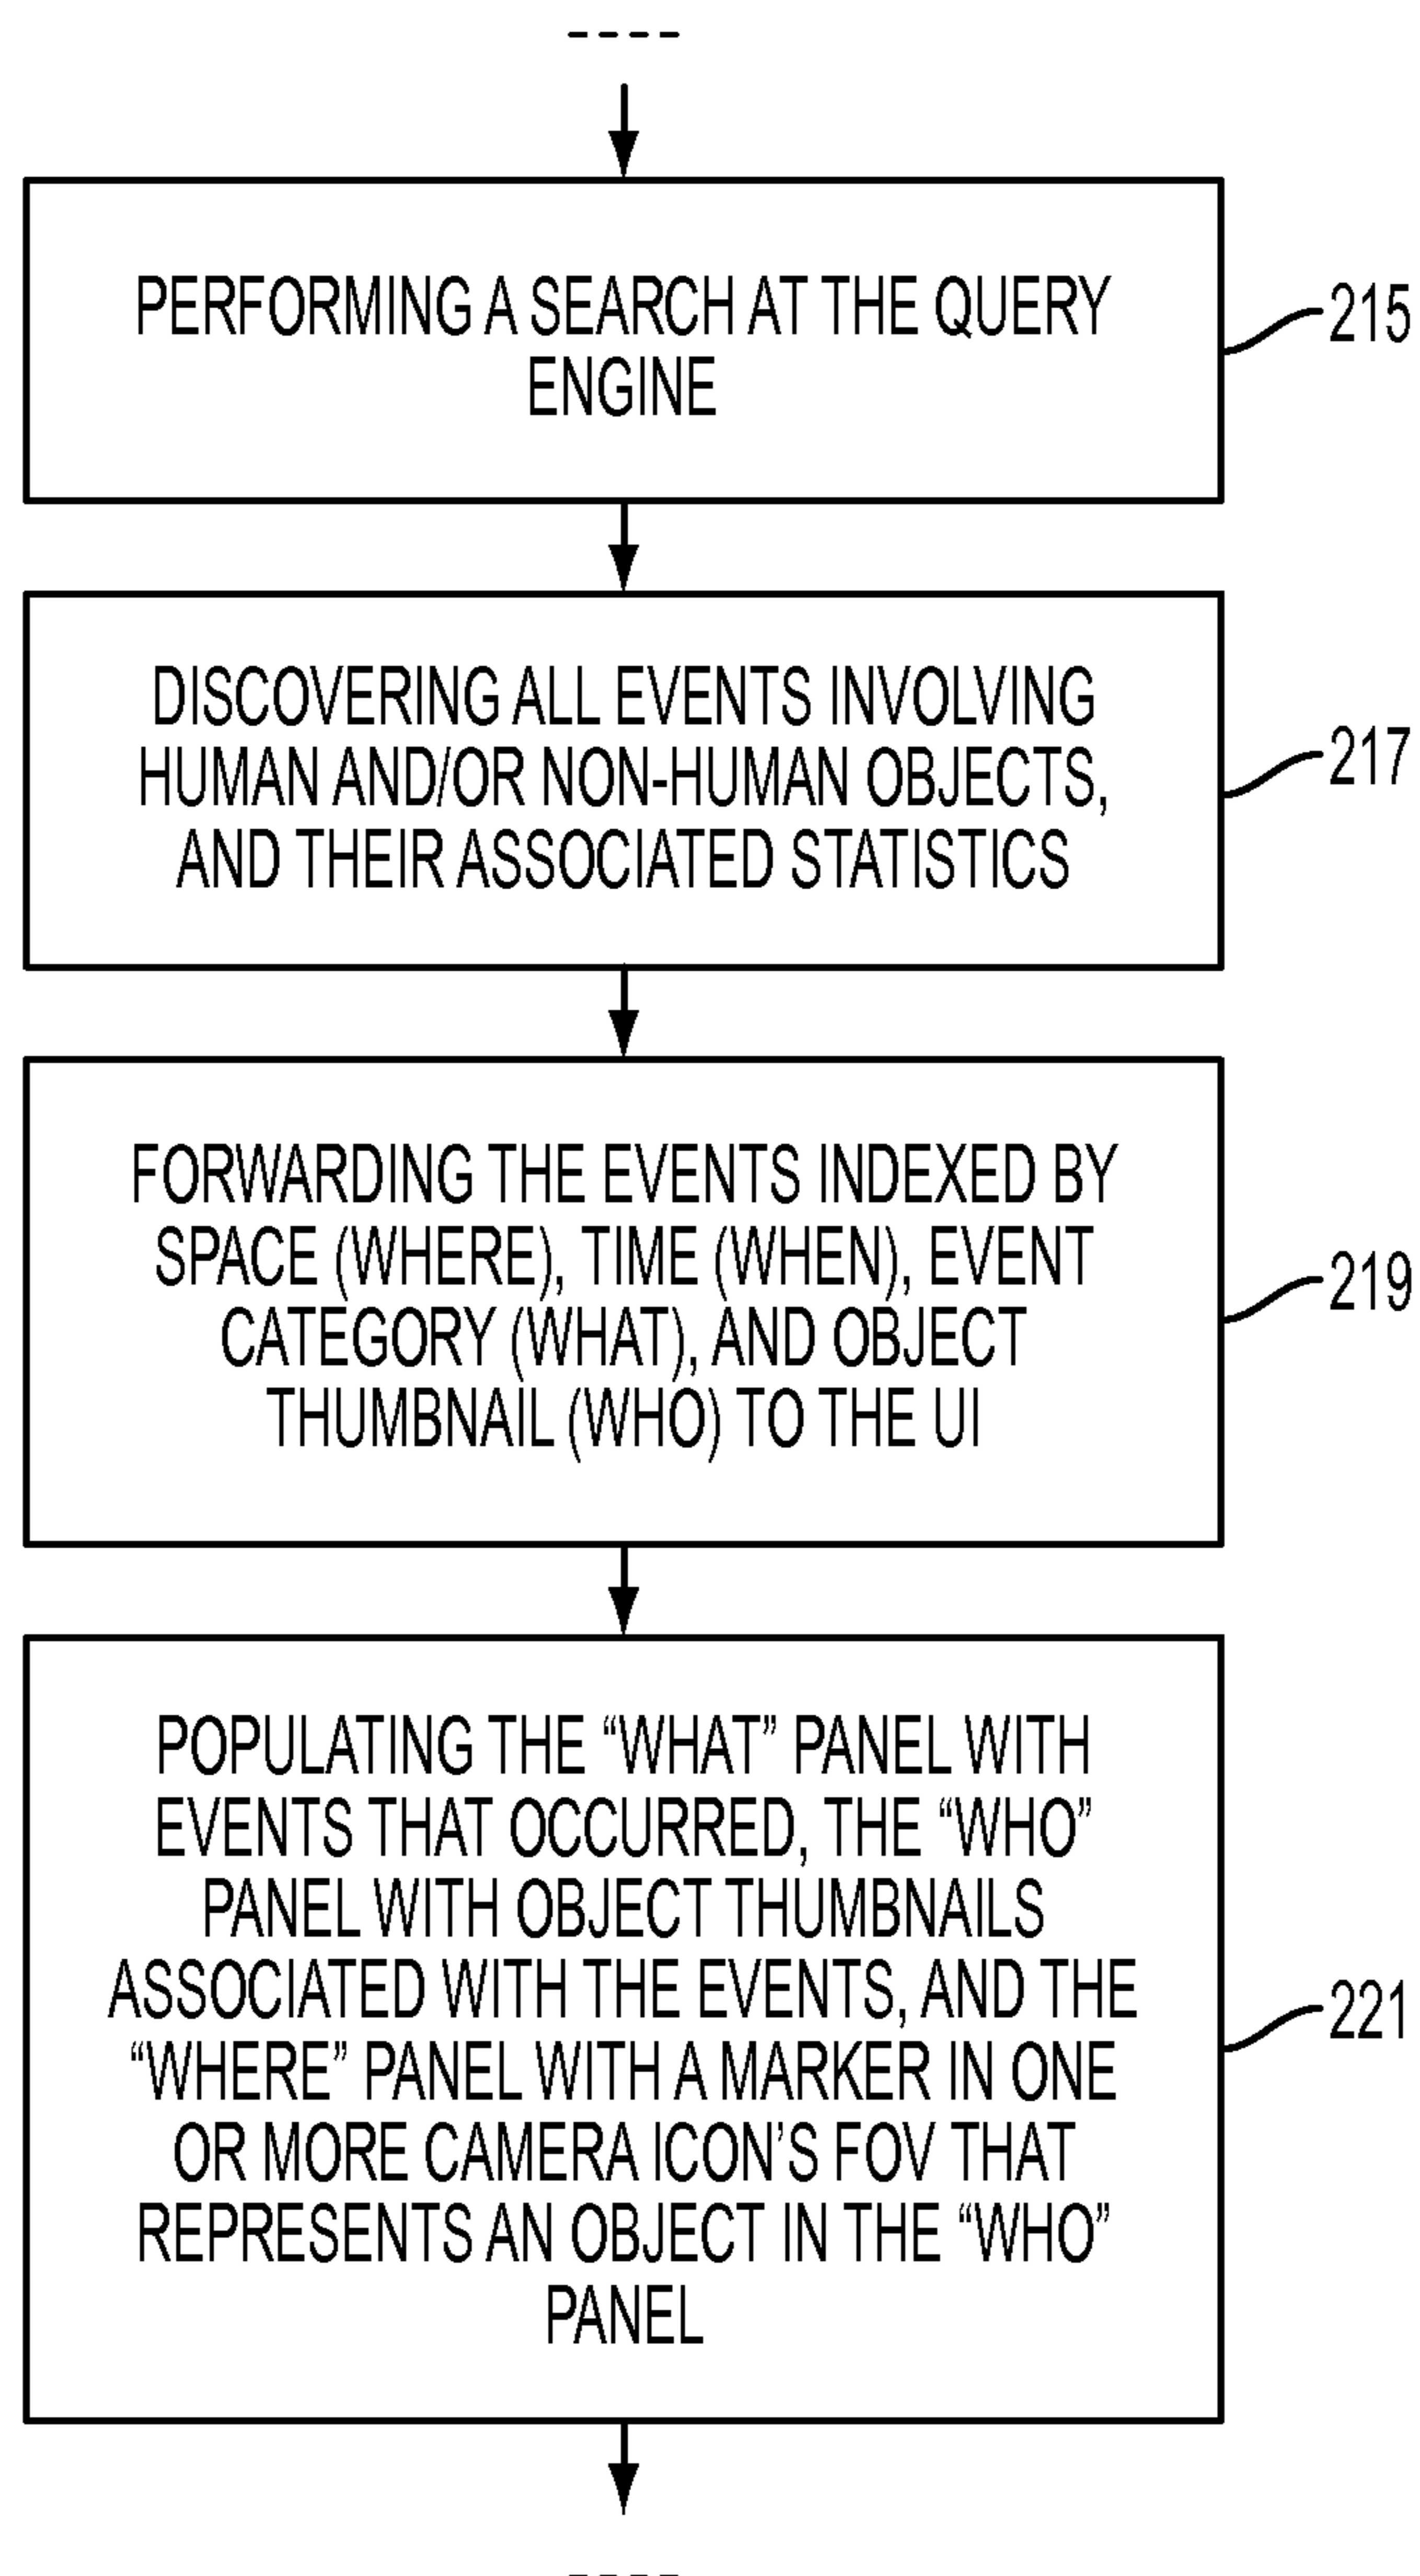 PERFORMING A SEARCH AT THE QUERY
ENGINE
215
DISCOVERING ALL EVENTS INVOLVING
HUMAN AND/OR NON-HUMAN OBJECTS,
AND THEIR ASSOCIATED STATISTICS
217
FORWARDING THE EVENTS INDEXED BY
SPACE (WHERE), TIME (WHEN), EVENT
CATEGORY (WHAT), AND OBJECT
THUMBNAIL (WHO) TO THE UI
219
POPULATING THE “WHAT” PANEL WITH
EVENTS THAT OCCURRED, THE “WHO”
PANEL WITH OBJECT THUMBNAILS
ASSOCIATED WITH THE EVENTS, AND THE
“WHERE” PANEL WITH A MARKER IN ONE
OR MORE CAMERA ICON’S FOV THAT
REPRESENTS AN OBJECT IN THE “WHO”
PANEL
221